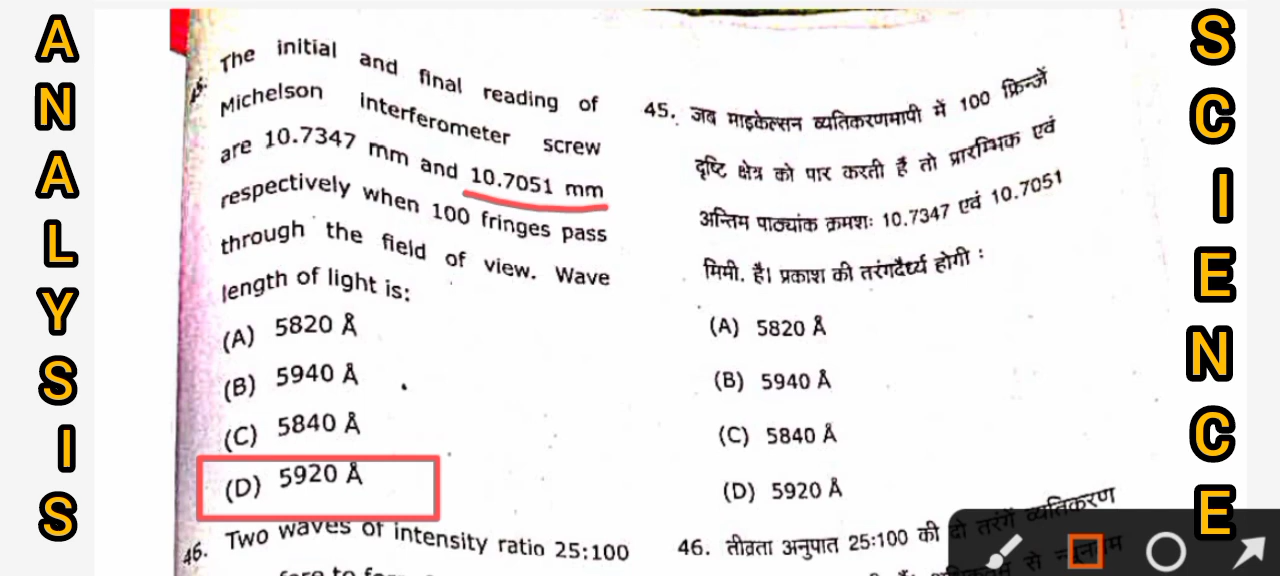 ANALYSIS
The initial and final reading of
Michelson interferometer screw
are 10.7347 mm and 10.7051 mm
respectively when 100 fringes pass
through the field of view. Wave
length of light is:
(A) 5820 Å
(B) 5940 Å
(C) 5840 Å
(D) 5920 Å
46. Two waves of intensity ratio 25:100
45. जब माइकेल्सन व्यतिकरणमापी में 100 फ्रिन्जें
दृष्टि क्षेत्र को पार करती हैं तो प्रारम्भिक एवं
अन्तिम पाठ्यांक क्रमशः 10.7347 एवं 10.7051
मिमी. है। प्रकाश की तरंगदैर्ध्य होगी :
(A) 5820 Å
(B) 5940 Å
(C) 5840 Å
(D) 5920 Å
46. तीव्रता अनुपात 25:100 की दो तरंगें व्यतिकरण
से न्यूनतम
SCIENCE